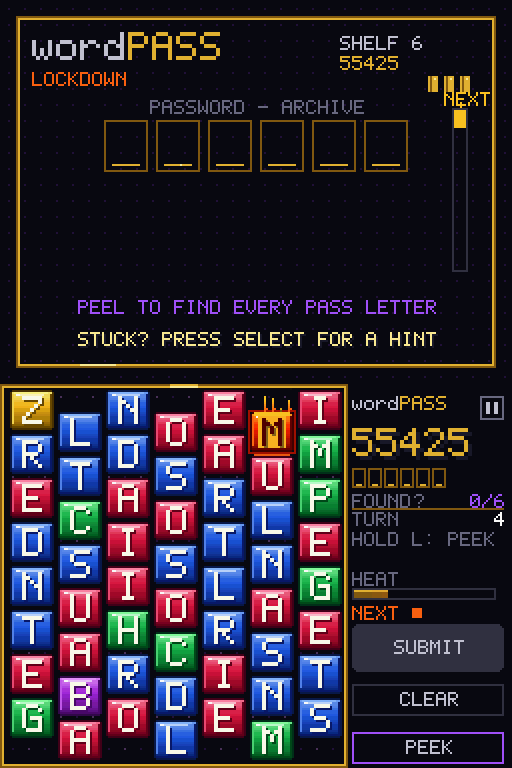 wordPASS
SHELF 6
55425
LOCKDOWN
NEXT
PASSWORD - ARCHIVE
PEEL TO FIND EVERY PASS LETTER
STUCK? PRESS SELECT FOR A HINT
Z L N O E M I
R T D S A U M
E C A O R L P
D S I S T N E
N U I O L A G
T A H C R S E
E B R D I N T
G A O L E M S
wordPASS
55425
FOUND? 0/6
TURN 4
HOLD L: PEEK
HEAT
NEXT
SUBMIT
CLEAR
PEEK